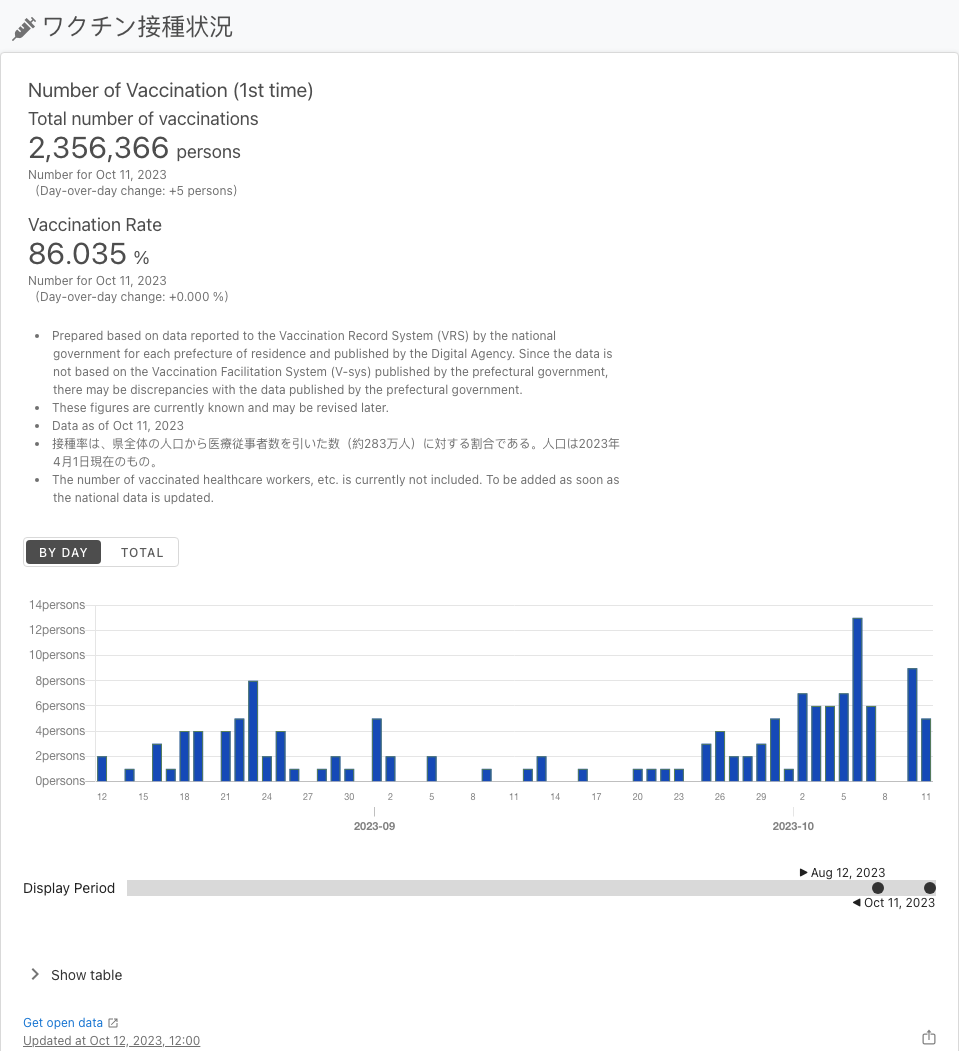 ワクチン接種状況
Number of Vaccination (1st time)
Total number of vaccinations
2,356,366 persons
Number for Oct 11, 2023
(Day-over-day change: +5 persons)
Vaccination Rate
86.035 %
Number for Oct 11, 2023
(Day-over-day change: +0.000 %)
• Prepared based on data reported to the Vaccination Record System (VRS) by the national
government for each prefecture of residence and published by the Digital Agency. Since the data is
not based on the Vaccination Facilitation System (V-sys) published by the prefectural government,
there may be discrepancies with the data published by the prefectural government.
• These figures are currently known and may be revised later.
• Data as of Oct 11, 2023
• 接種率は、県全体の人口から医療従事者数を引いた数（約283万人）に対する割合である。人口は2023年
4月1日現在のもの。
• The number of vaccinated healthcare workers, etc. is currently not included. To be added as soon as
the national data is updated.
BY DAY TOTAL
14persons
12persons
10persons
8persons
6persons
4persons
2persons
0persons
12 15 18 21 24 27 30 2 5 8 11 14 17 20 23 26 29 2 5 8 11
2023-09 2023-10
Aug 12, 2023
Display Period
Oct 11, 2023
Show table
Get open data
Updated at Oct 12, 2023, 12:00